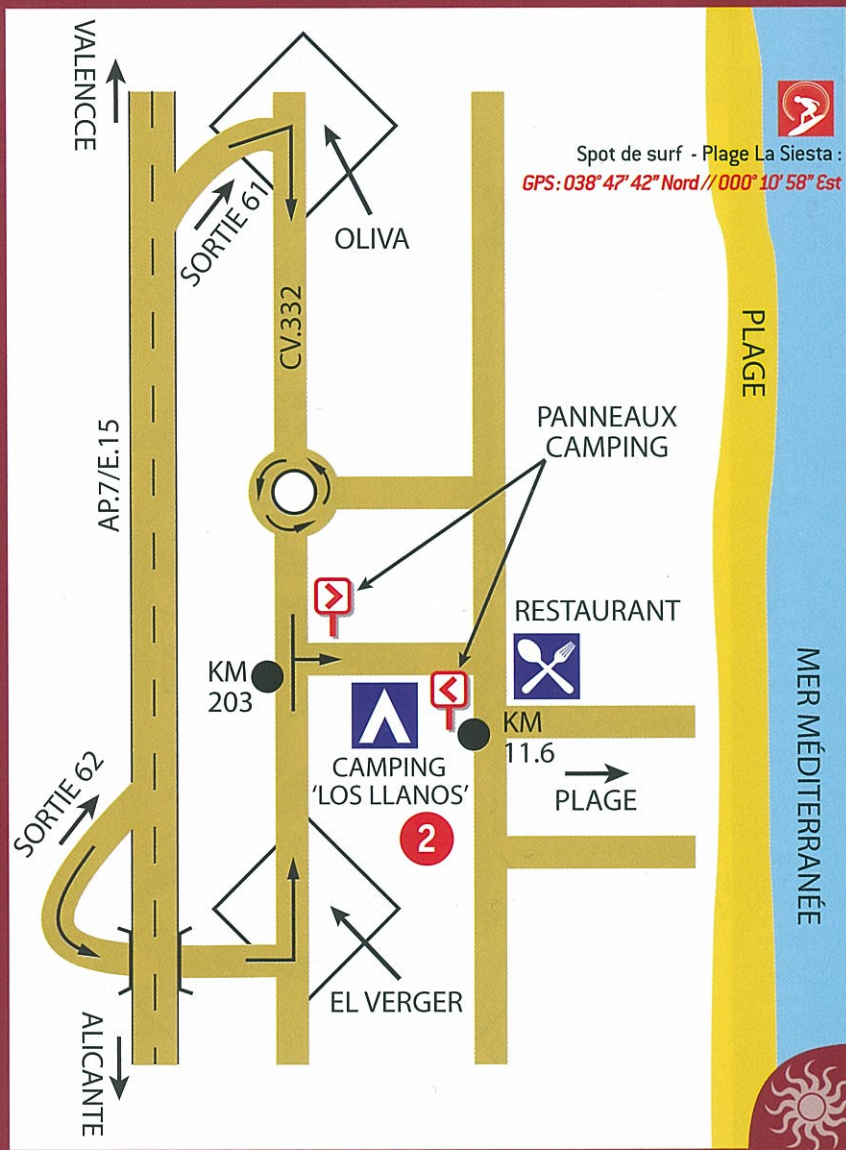 VALENCCE
SORTIE 61
OLIVA
CV.332
AP.7/E.15
Spot de surf - Plage La Siesta :
GPS: 038° 47' 42" Nord // 000° 10' 58" Est
PLAGE
PANNEAUX
CAMPING
RESTAURANT
KM
203
KM
11.6
CAMPING
'LOS LLANOS'
2
PLAGE
MER MÉDITERRANÉE
SORTIE 62
EL VERGER
ALICANTE